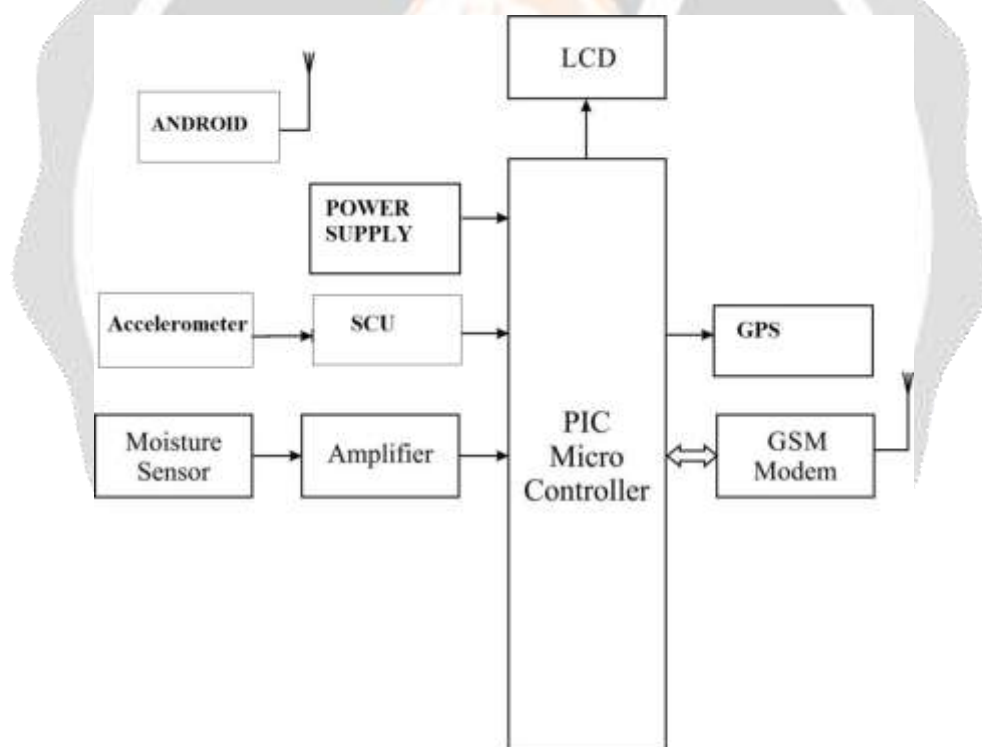 LCD
ANDROID
POWER
SUPPLY
Accelerometer
SCU
GPS
Moisture
Sensor
Amplifier
PIC
Micro
Controller
GSM
Modem